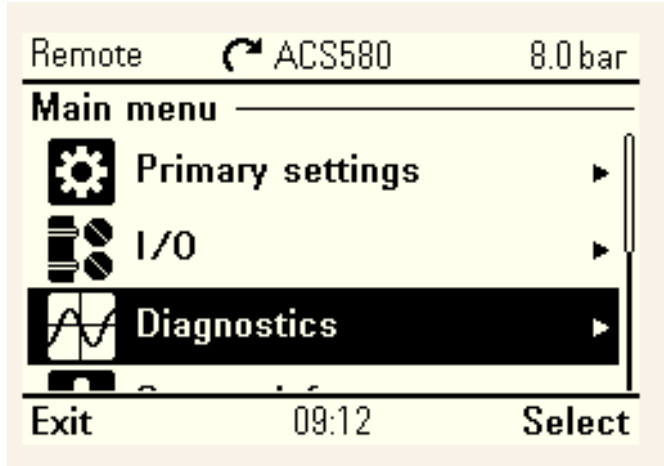 Remote ACS580 8.0 bar
Main menu
Primary settings
I/O
Diagnostics
Exit 09:12 Select